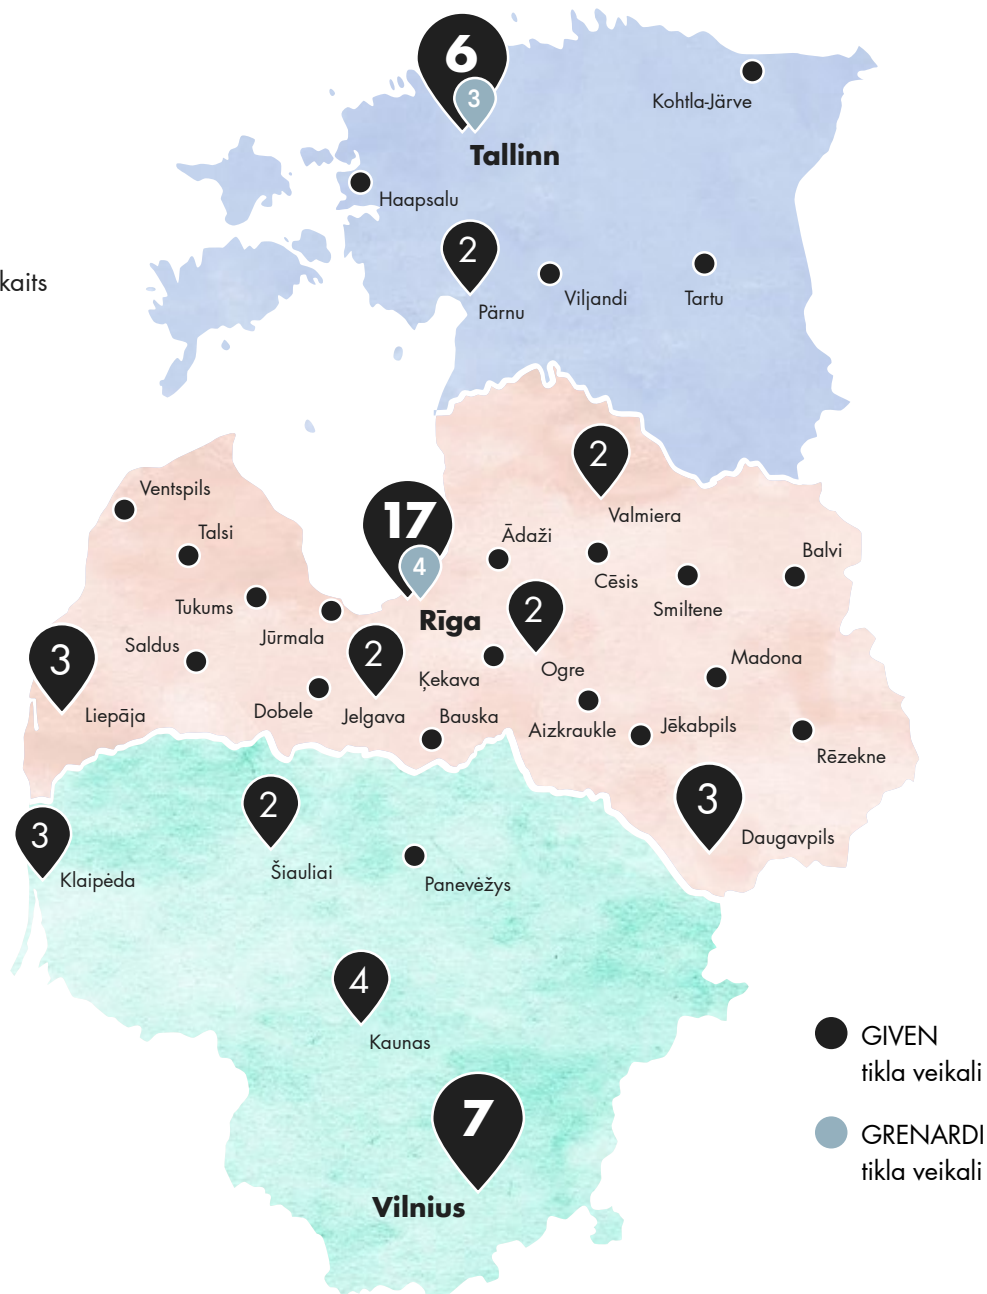 6
3
Kohtla-Järve
Tallinn
Haapsalu
2
kaits
Pärnu
Viljandi
Tartu
2
Valmiera
Ventspils
17
Talsi
Ādaži
Balvi
4
Cēsis
Tukums
Smiltene
2
Rīga
Jūrmala
Saldus
2
3
Ķekava
Ogre
Madona
Liepāja
Dobele
Jelgava
Bauska
Aizkraukle
Jēkabpils
Rēzekne
3
Daugavpils
2
3
Šiauliai
Klaipėda
Panevėžys
4
Kaunas
GIVEN
tikla veikali
7
GRENARDI
tikla veikali
Vilnius